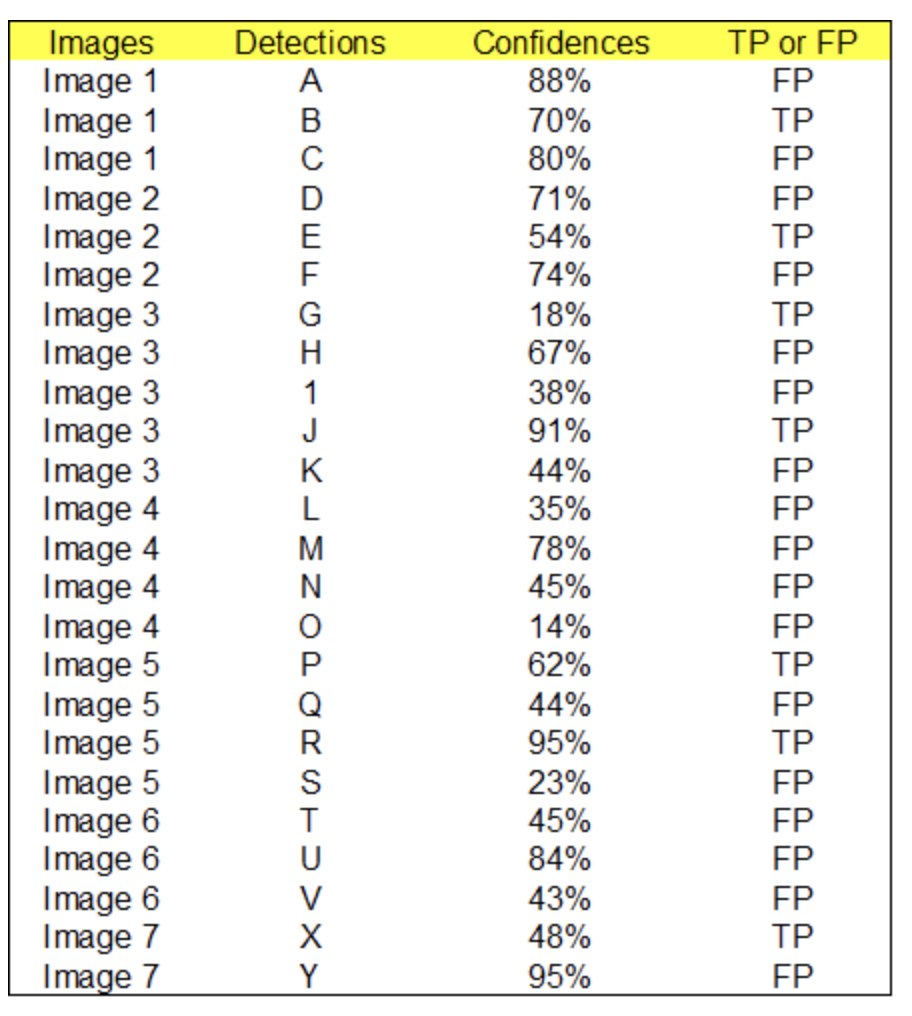 Images Detections Confidences TP or FP
Image 1 A 88% FP
Image 1 B 70% TP
Image 1 C 80% FP
Image 2 D 71% FP
Image 2 E 54% TP
Image 2 F 74% FP
Image 3 G 18% TP
Image 3 H 67% FP
Image 3 1 38% FP
Image 3 J 91% TP
Image 3 K 44% FP
Image 4 L 35% FP
Image 4 M 78% FP
Image 4 N 45% FP
Image 4 O 14% FP
Image 5 P 62% TP
Image 5 Q 44% FP
Image 5 R 95% TP
Image 5 S 23% FP
Image 6 T 45% FP
Image 6 U 84% FP
Image 6 V 43% FP
Image 7 X 48% TP
Image 7 Y 95% FP